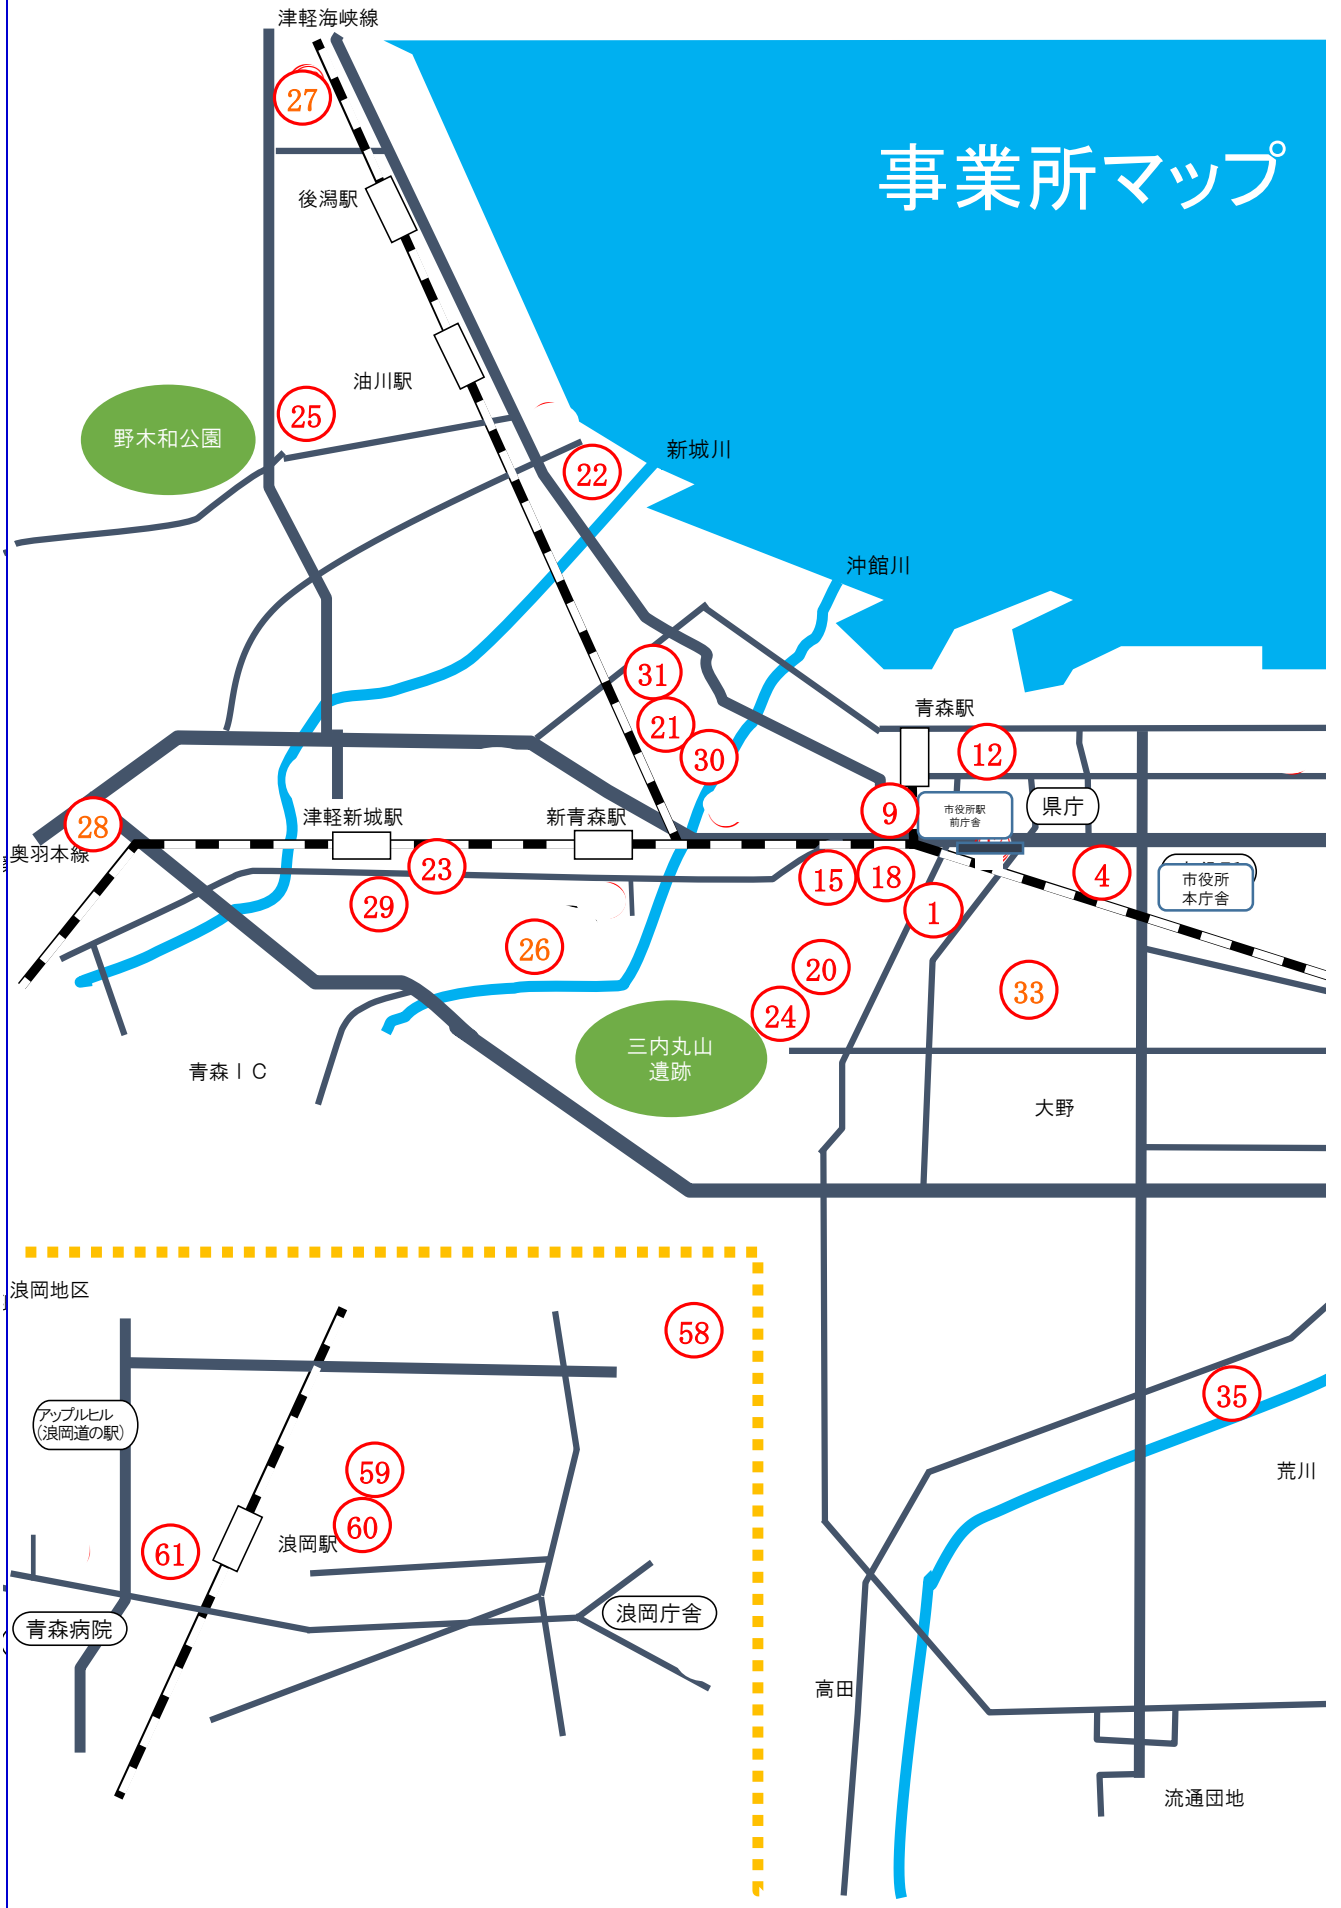 津軽海峡線
27
事業所マップ
後潟駅
油川駅
25
野木和公園
22
新城川
沖館川
31
21
30
青森駅
12
9
市役所駅
前庁舎
県庁
28
津軽新城駅
新青森駅
奥羽本線
23
15
18
4
市役所
本庁舎
29
1
26
20
33
24
三内丸山
遺跡
青森IC
大野
浪岡地区
58
35
アップルヒル
(浪岡道の駅)
59
荒川
60
浪岡駅
61
青森病院
浪岡庁舎
高田
流通団地